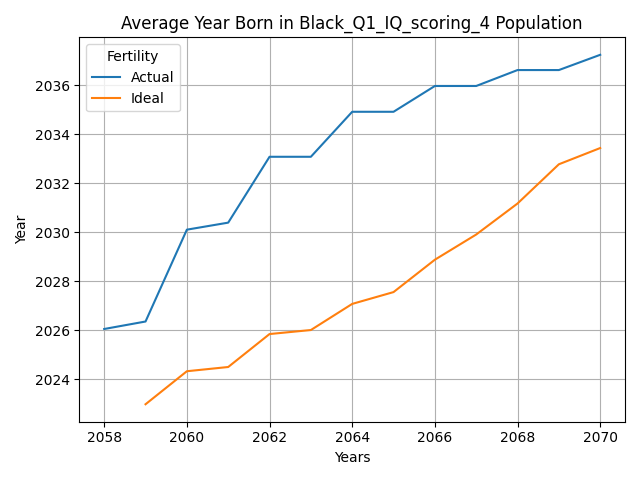 Average Year Born in Black_Q1_IQ_scoring_4 Population
Fertility
Actual
Ideal
2036
2034
2032
2030
2028
2026
2024
Year
2058
2060
2062
2064
2066
2068
2070
Years